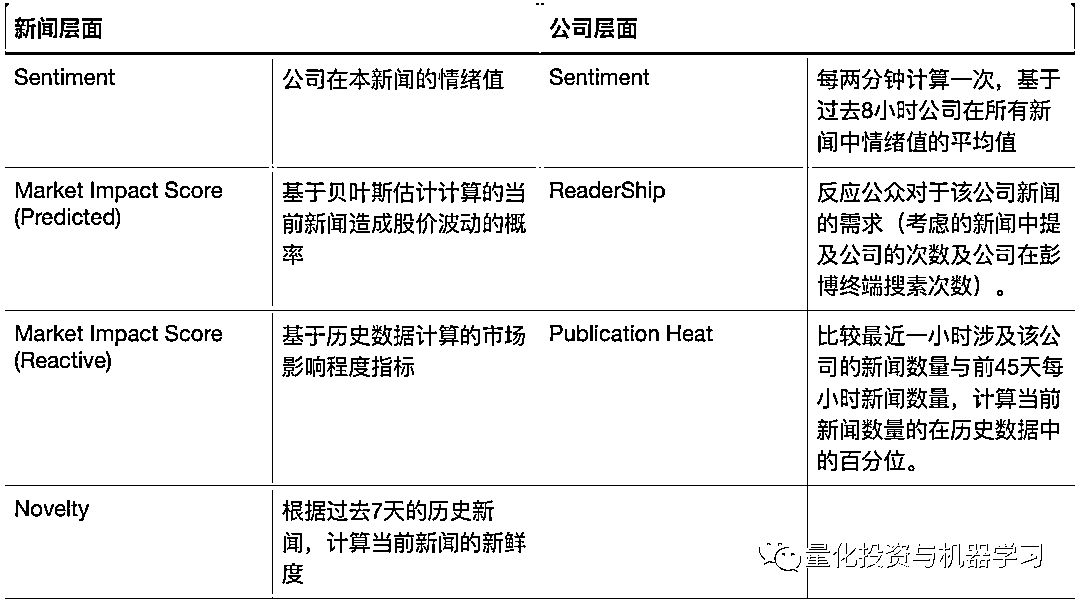 新闻层面
公司层面
Sentiment
公司在本新闻的情绪值
Sentiment
每两分钟计算一次，基于
过去8小时公司在所有新
闻中情绪值的平均值
Market Impact Score
(Predicted)
基于贝叶斯估计计算的当
前新闻造成股价波动的概
率
ReaderShip
反应公众对于该公司新闻
的需求（考虑的新闻中提
及公司的次数及公司在彭
博终端搜素次数）。
Market Impact Score
(Reactive)
基于历史数据计算的市场
影响程度指标
Publication Heat
比较最近一小时涉及该公
司的新闻数量与前45天每
小时新闻数量，计算当前
新闻数量的在历史数据中
的百分位。
Novelty
根据过去7天的历史新
闻，计算当前新闻的新鲜
度
量化投资与机器学习